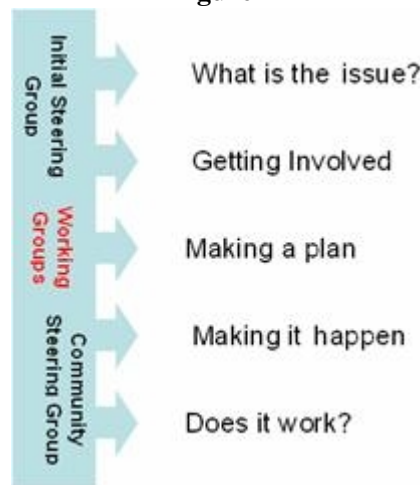 Initial Steering
Group
Working
Groups
Community
Steering Group
What is the issue?
Getting Involved
Making a plan
Making it happen
Does it work?